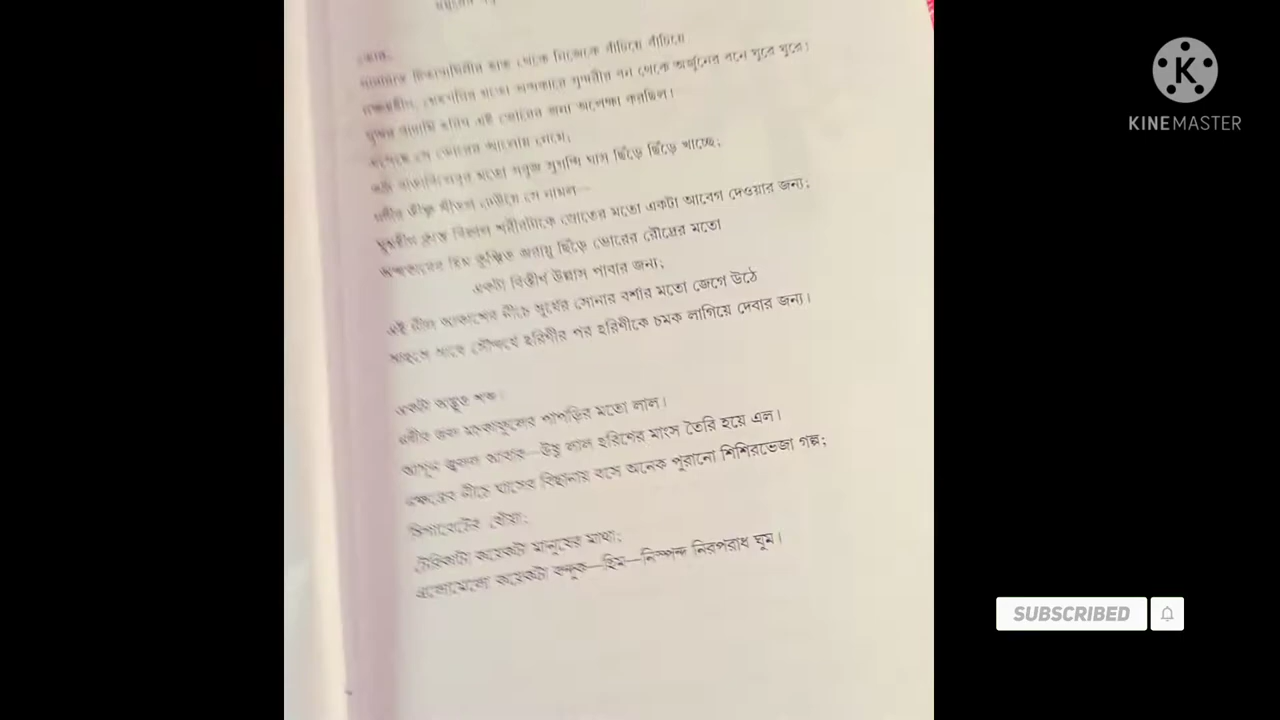 ভোর;
সারারাত চিতাবাঘিনীর হাত থেকে নিজেকে বাঁচিয়ে বাঁচিয়ে
নক্ষত্রহীন, মেহগনির মতো অন্ধকারে সুন্দরীর বন থেকে অর্জুনের বনে ঘুরে ঘুরে।
সুন্দর বাদামি হরিণ এই ভোরের জন্য অপেক্ষা করছিল।
এসেছে সে ভোরের আলোয় নেমে;
কচি বাতাবিলেবুর মতো সবুজ সুগন্ধি ঘাস ছিঁড়ে ছিঁড়ে খাচ্ছে;
নদীর তীক্ষ্ণ শীতল ঢেউয়ে সে নামল—
ঘুমহীন ক্লান্ত বিহ্বল শরীরটাকে স্রোতের মতো একটা আবেগ দেওয়ার জন্য;
অন্ধকারের হিম কুঞ্চিত জরায়ু ছিঁড়ে ভোরের রৌদ্রের মতো
একটা বিস্তীর্ণ উল্লাস পাবার জন্য;
এই নীল আকাশের নীচে সূর্যের সোনার বর্শার মতো জেগে উঠে
সাহসে সাধে সৌন্দর্যে হরিণীর পর হরিণীকে চমক লাগিয়ে দেবার জন্য।
একটা অদ্ভুত শব্দ।
নদীর জল মচকাফুলের পাপড়ির মতো লাল।
আগুন জ্বলল আবার—উষ্ণ লাল হরিণের মাংস তৈরি হয়ে এল।
নক্ষত্রের নীচে ঘাসের বিছানায় বসে অনেক পুরানো শিশিরভেজা গল্প;
সিগারেটের ধোঁয়া;
টেরিকাটা কয়েকটা মানুষের মাথা;
এলোমেলো কয়েকটা বন্দুক—হিম—নিস্পন্দ নিরপরাধ ঘুম।
KINEMASTER
SUBSCRIBED